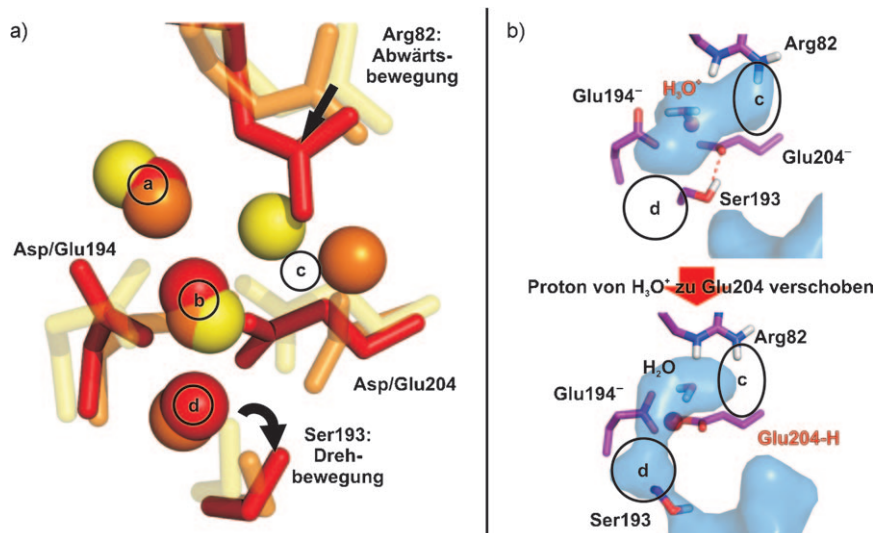 a)
Arg82:
Abwärts-
bewegung
a
c
Asp/Glu194
b
Asp/Glu204
d
Ser193:
Dreh-
bewegung
b)
Arg82
H₃O⁺
Glu194⁻
c
Glu204⁻
d
Ser193
Proton von H₃O⁺ zu Glu204 verschoben
Arg82
H₂O
Glu194⁻
c
Glu204-H
d
Ser193